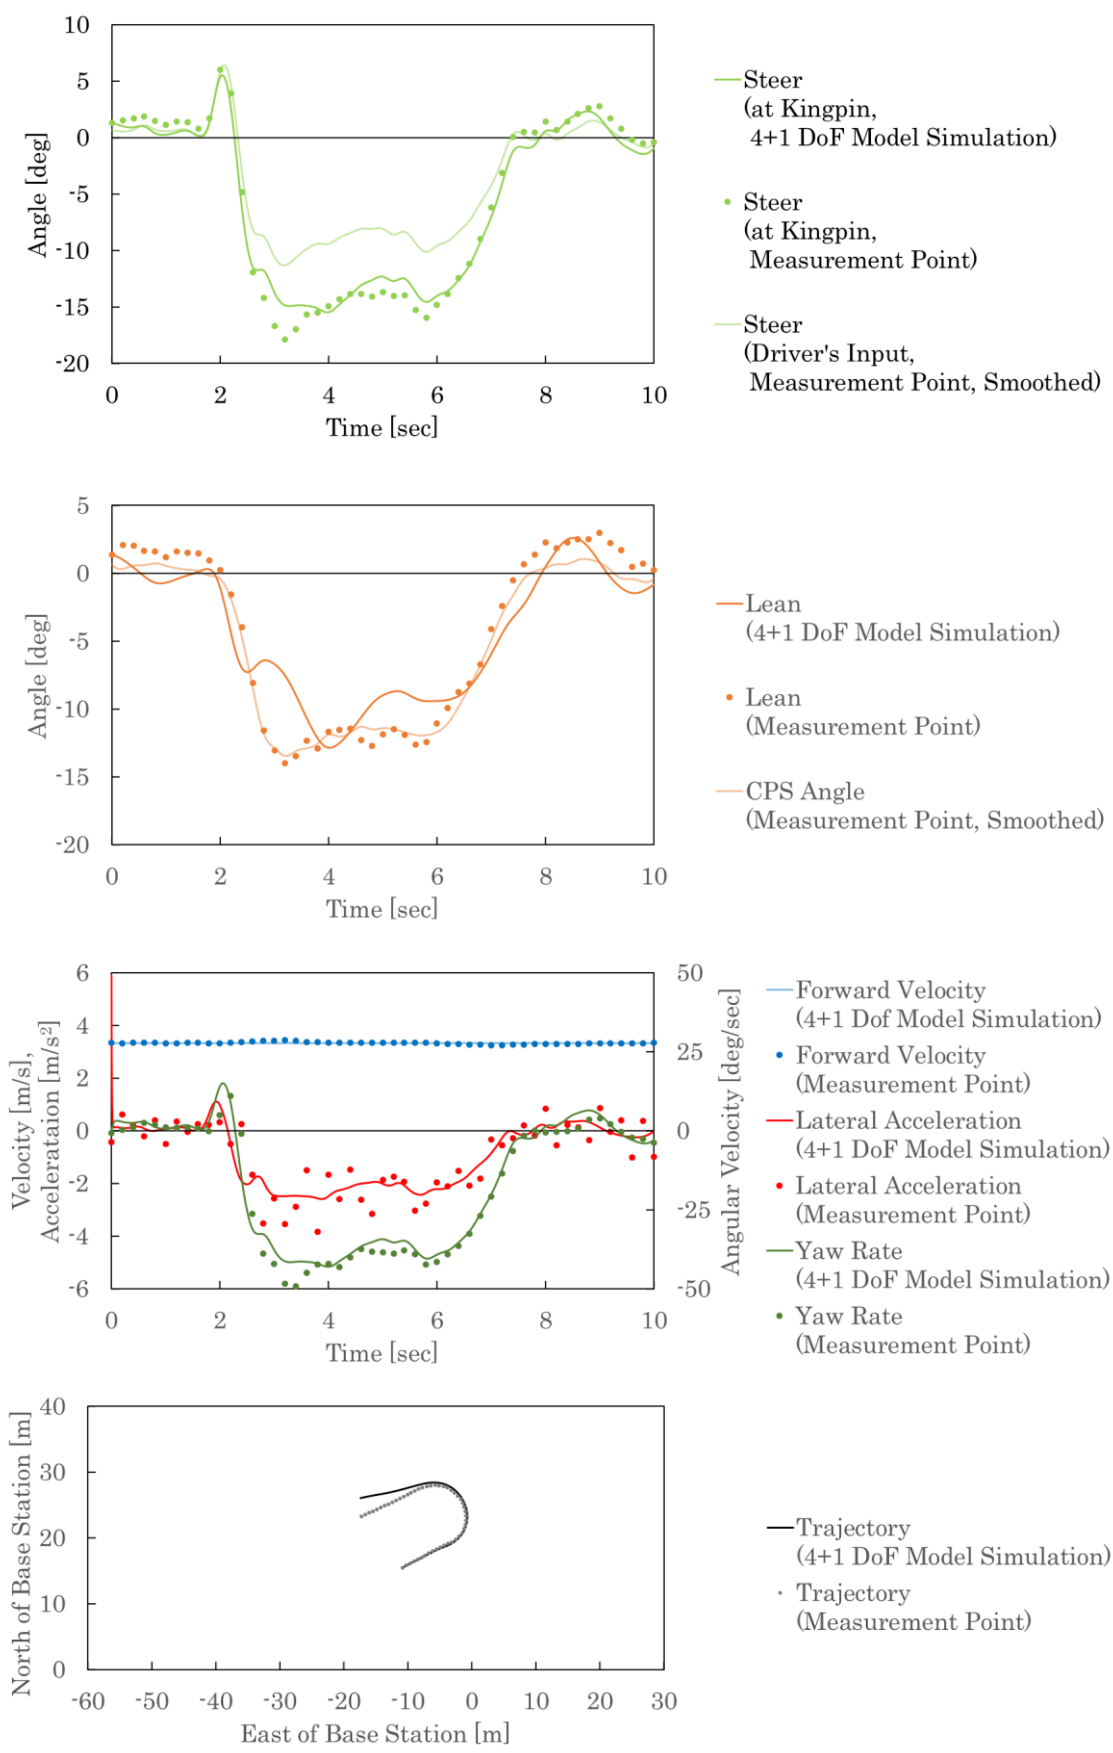 10
5
0
-5
-10
-15
-20
Angle [deg]
0 2 4 6 8 10
Time [sec]
Steer
(at Kingpin,
4+1 DoF Model Simulation)
Steer
(at Kingpin,
Measurement Point)
Steer
(Driver's Input,
Measurement Point, Smoothed)
5
0
-5
-10
-15
-20
Angle [deg]
0 2 4 6 8 10
Time [sec]
Lean
(4+1 DoF Model Simulation)
Lean
(Measurement Point)
CPS Angle
(Measurement Point, Smoothed)
6
4
2
0
-2
-4
-6
Velocity [m/s],
Accelerataion [m/s²]
50
25
0
-25
-50
Angular Velocity [deg/sec]
0 2 4 6 8 10
Time [sec]
Forward Velocity
(4+1 Dof Model Simulation)
Forward Velocity
(Measurement Point)
Lateral Acceleration
(4+1 DoF Model Simulation)
Lateral Acceleration
(Measurement Point)
Yaw Rate
(4+1 DoF Model Simulation)
Yaw Rate
(Measurement Point)
40
30
20
10
0
North of Base Station [m]
-60 -50 -40 -30 -20 -10 0 10 20 30
East of Base Station [m]
Trajectory
(4+1 DoF Model Simulation)
Trajectory
(Measurement Point)